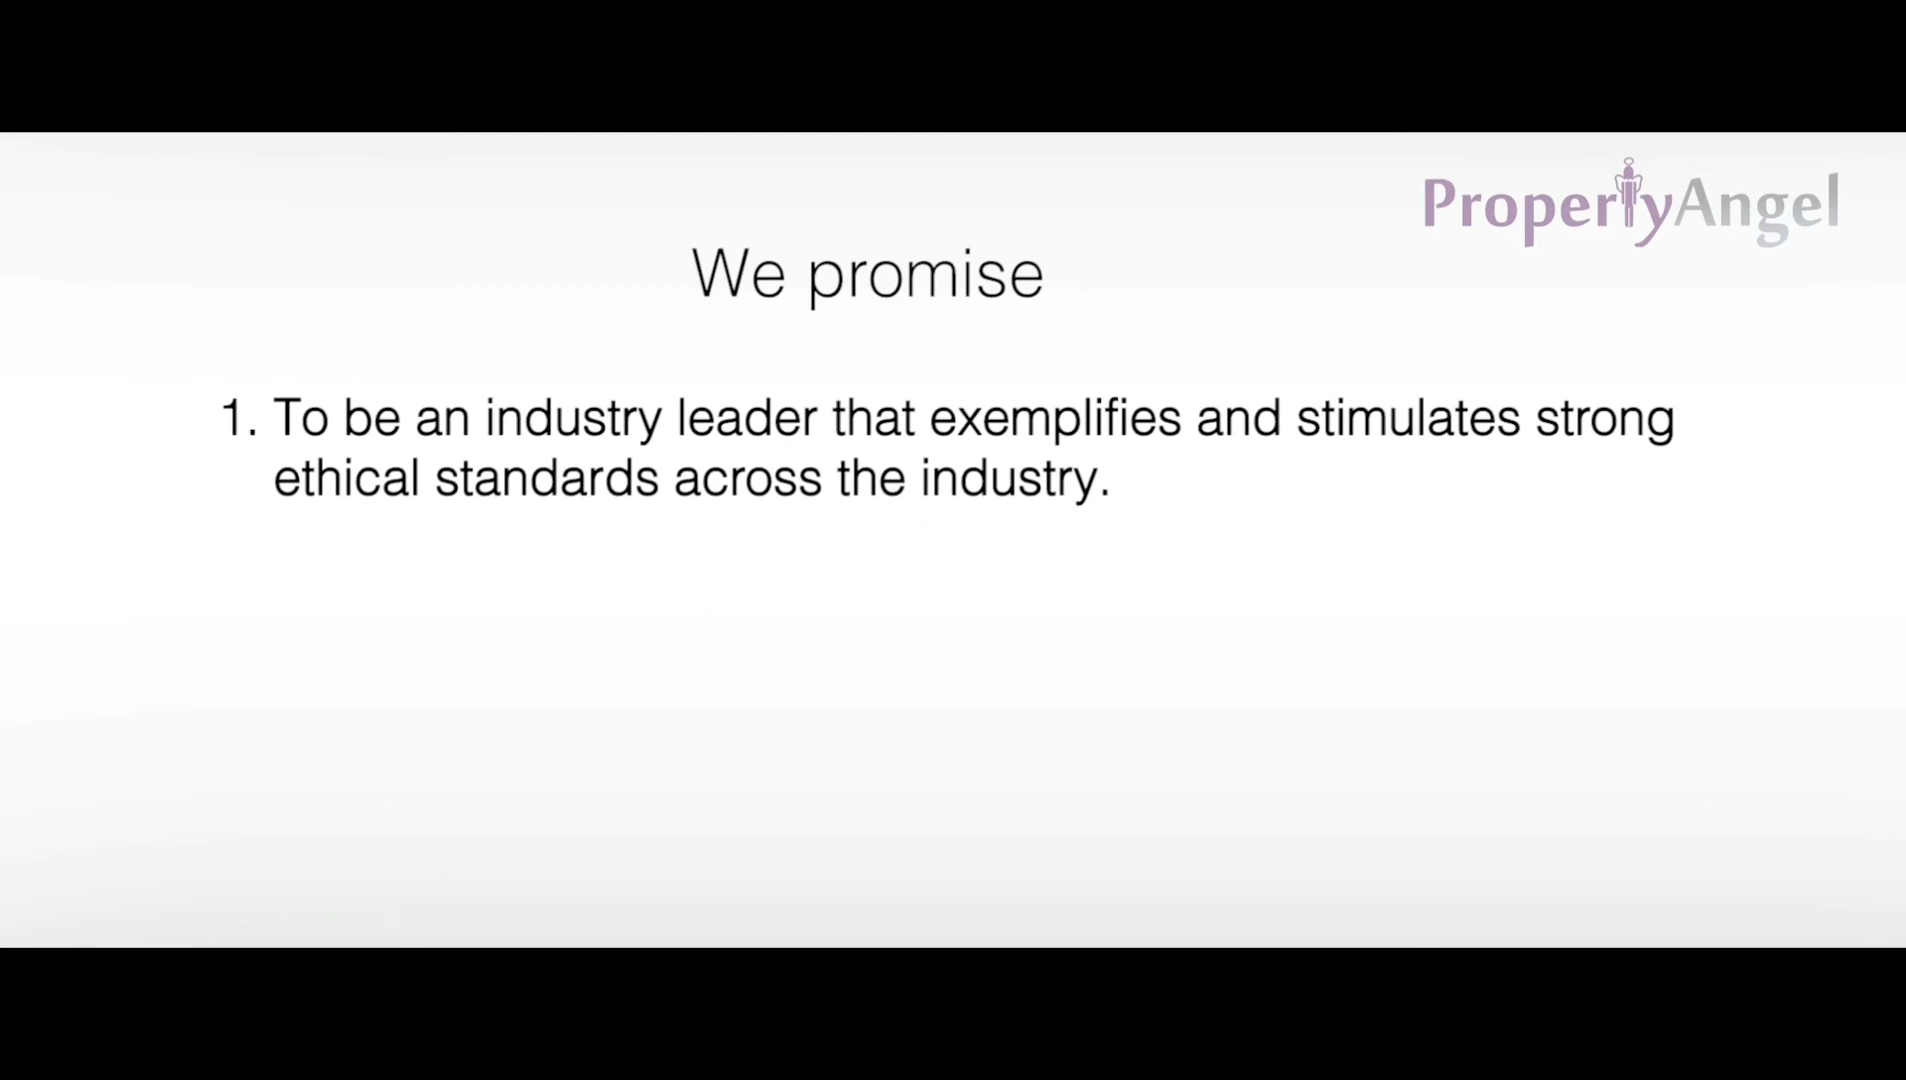 PropertyAngel
We promise
1. To be an industry leader that exemplifies and stimulates strong
ethical standards across the industry.